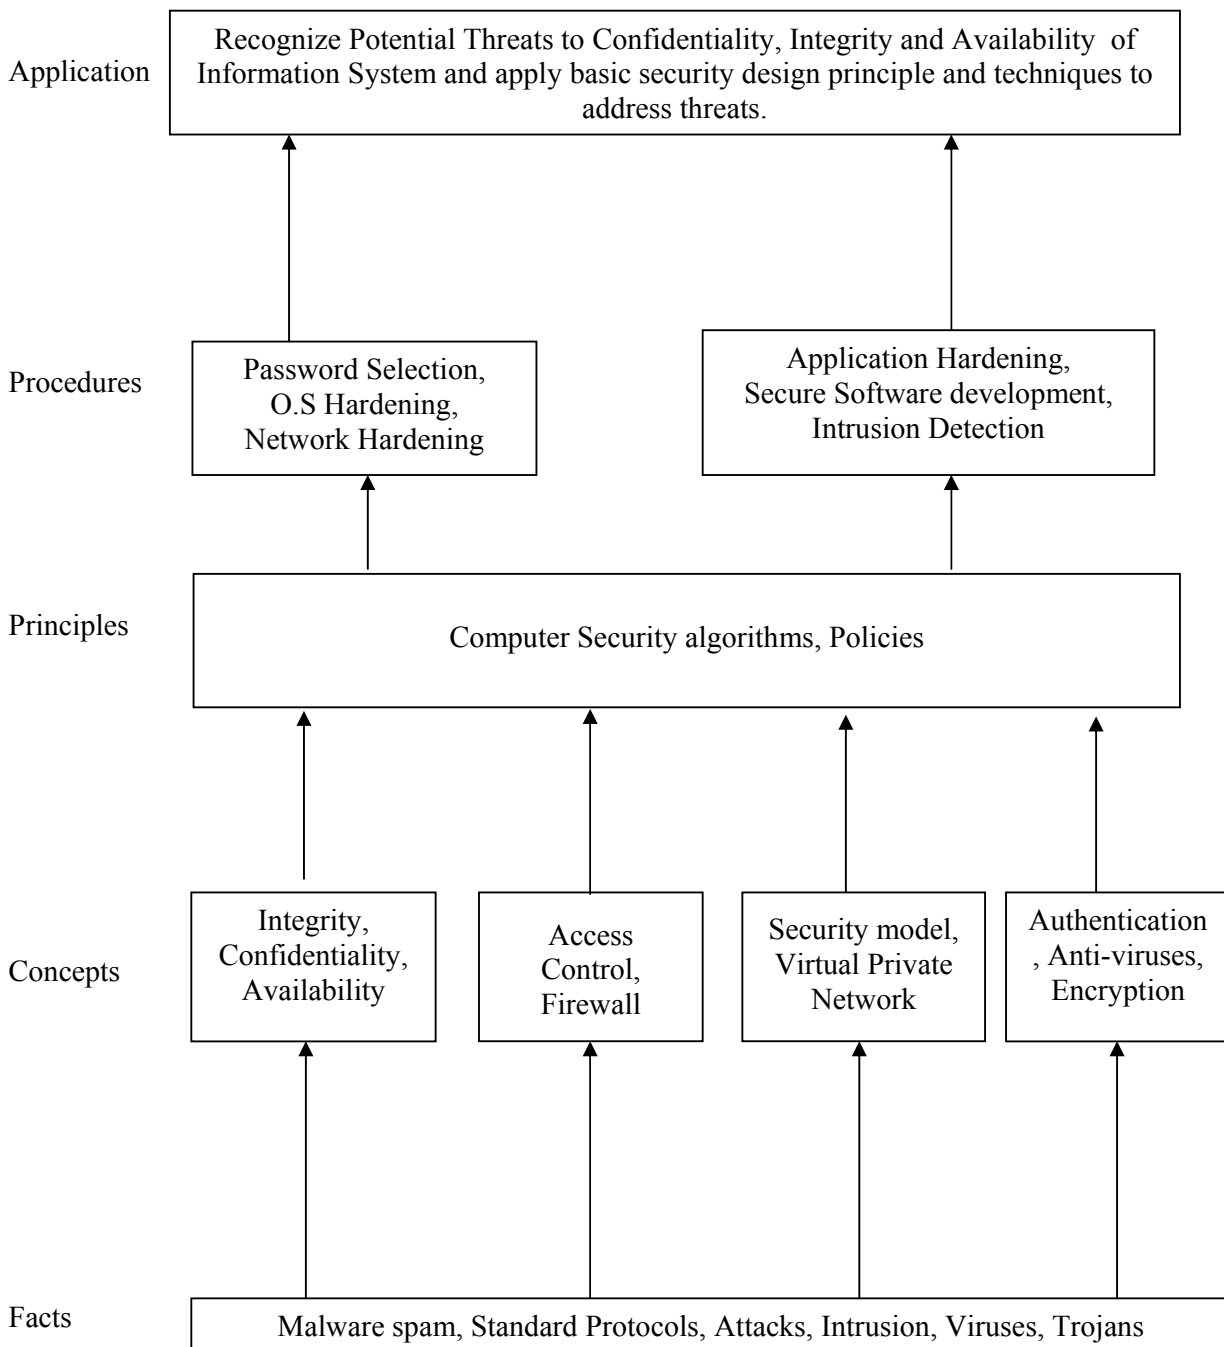 Application
Recognize Potential Threats to Confidentiality, Integrity and Availability of
Information System and apply basic security design principle and techniques to
address threats.
Procedures
Password Selection,
O.S Hardening,
Network Hardening
Application Hardening,
Secure Software development,
Intrusion Detection
Principles
Computer Security algorithms, Policies
Concepts
Integrity,
Confidentiality,
Availability
Access
Control,
Firewall
Security model,
Virtual Private
Network
Authentication
, Anti-viruses,
Encryption
Facts
Malware spam, Standard Protocols, Attacks, Intrusion, Viruses, Trojans